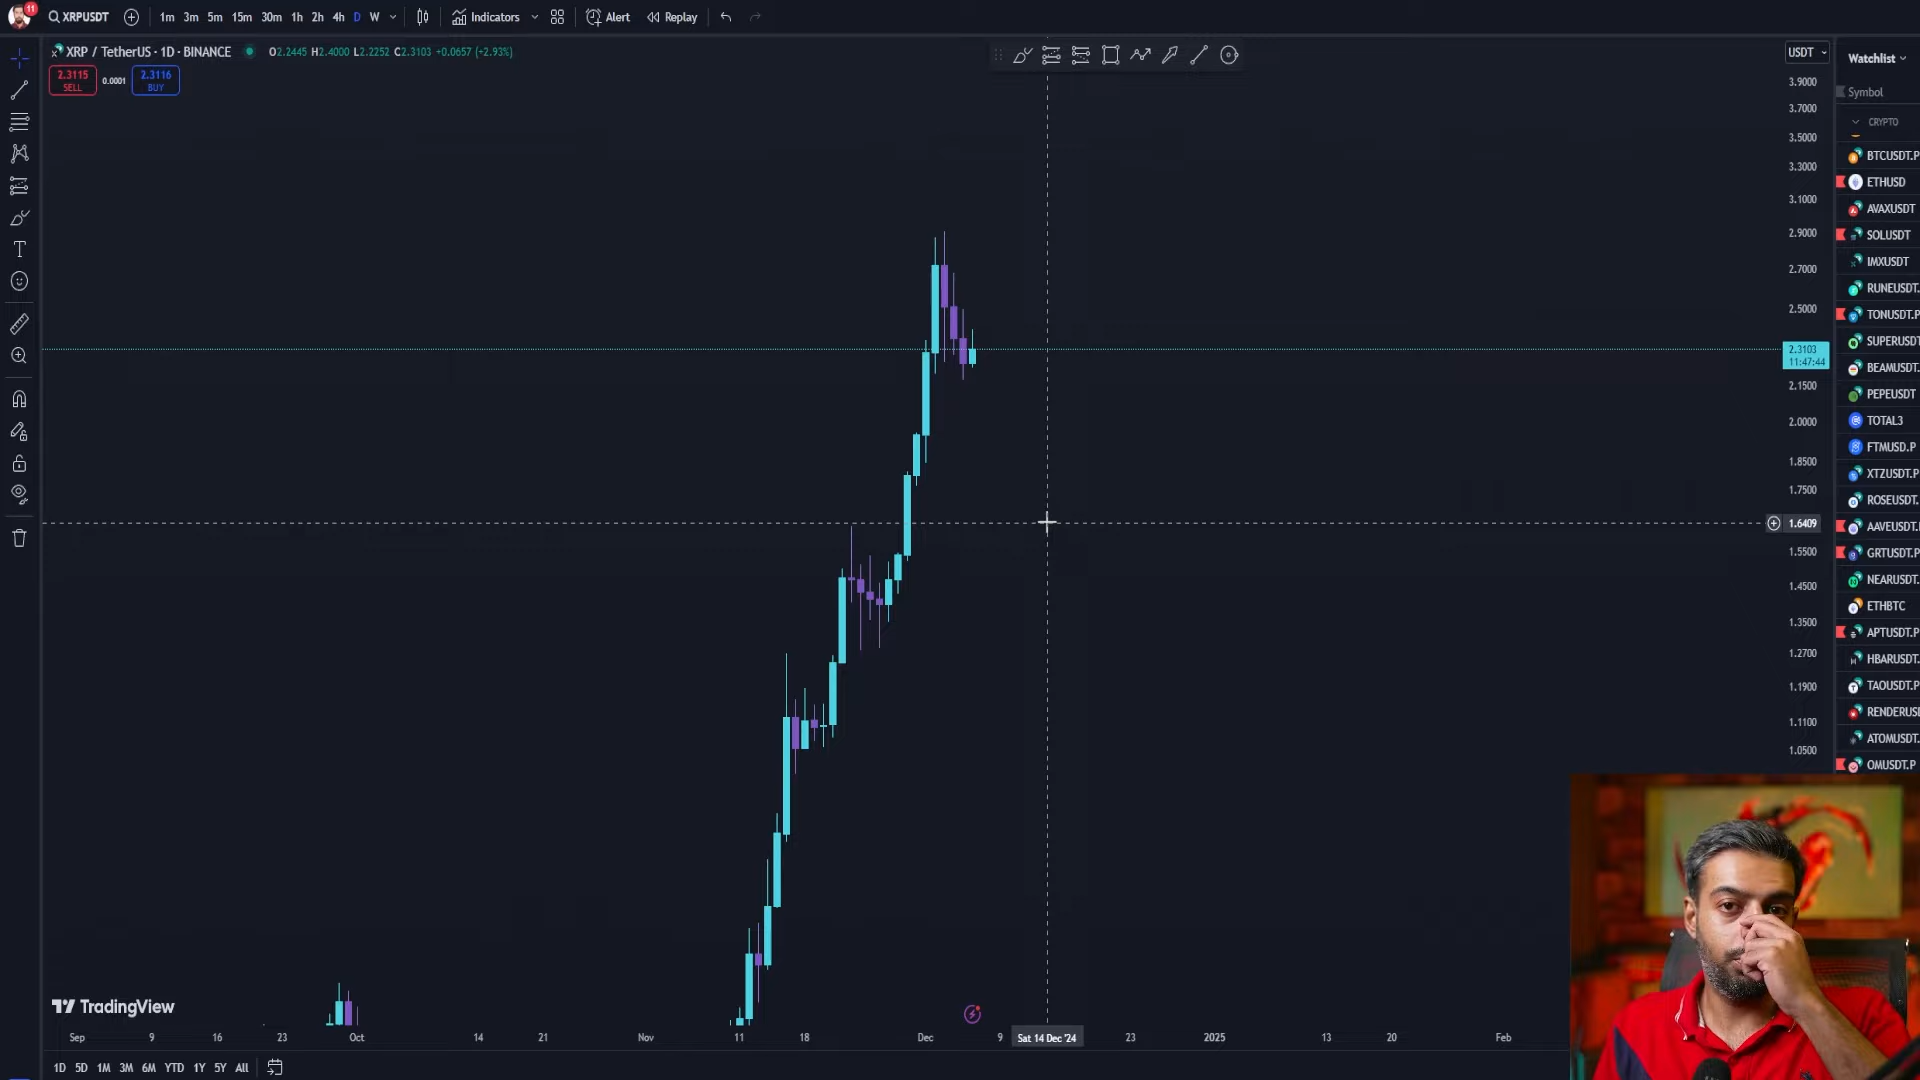 11
XRPUSDT
1m 3m 5m 15m 30m 1h 2h 4h D W
Indicators
Alert
Replay
XRP / TetherUS · 1D · BINANCE
O2.2445 H2.4000 L2.2252 C2.3103 +0.0657 (+2.93%)
2.3115
SELL
0.0001
2.3116
BUY
USDT
3.9000
3.7000
3.5000
3.3000
3.1000
2.9000
2.7000
2.5000
2.3103
11:47:44
2.1500
2.0000
1.8500
1.7500
1.6409
1.5500
1.4500
1.3500
1.2700
1.1900
1.1100
1.0500
Watchlist
Symbol
CRYPTO
BTCUSDT.P
ETHUSD
AVAXUSDT
SOLUSDT
IMXUSDT
RUNEUSDT.
TONUSDT.P
SUPERUSDT
BEAMUSDT.
PEPEUSDT
TOTAL3
FTMUSD.P
XTZUSDT.P
ROSEUSDT.
AAVEUSDT.
GRTUSDT.P
NEARUSDT.
ETHBTC
APTUSDT.P
HBARUSDT.
TAOUSDT.P
RENDERUSD
ATOMUSDT.
OMUSDT.P
TradingView
Sep 9 16 23 Oct 14 21 Nov 11 18 Dec 9 Sat 14 Dec '24 23 2025 13 20 Feb
1D 5D 1M 3M 6M YTD 1Y 5Y All